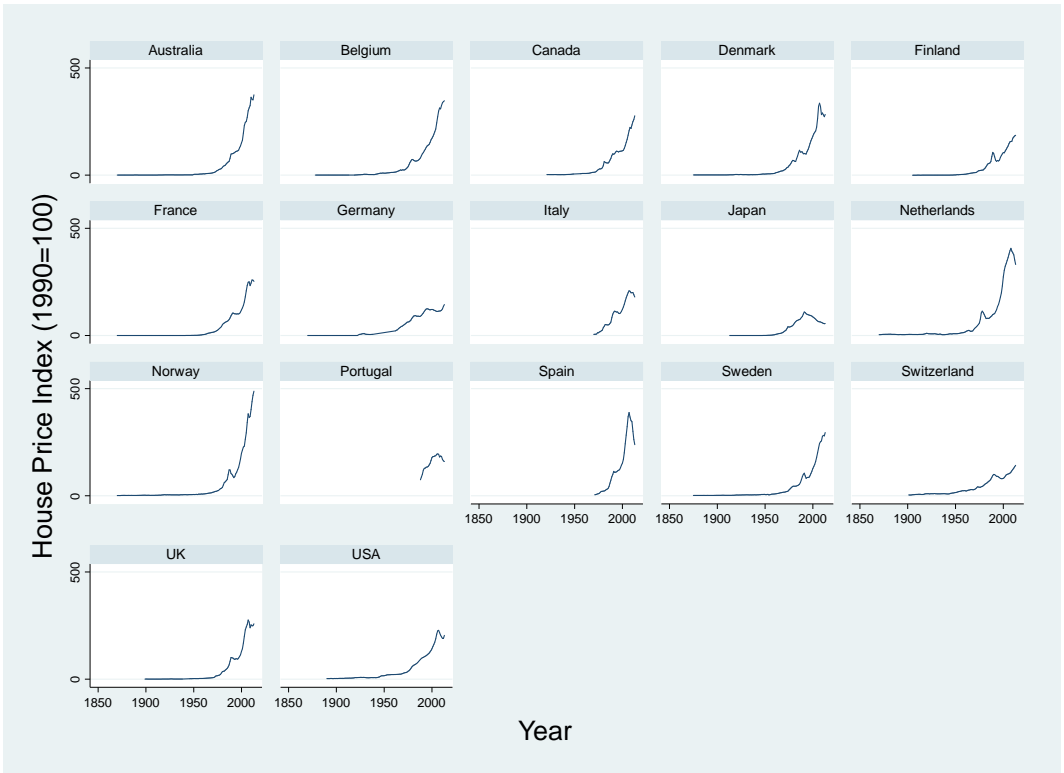 Australia Belgium Canada Denmark Finland
500
0
France Germany Italy Japan Netherlands
500
0
Norway Portugal Spain Sweden Switzerland
500
0
1850 1900 1950 2000 1850 1900 1950 2000 1850 1900 1950 2000
UK USA
500
0
1850 1900 1950 2000 1850 1900 1950 2000
House Price Index (1990=100)
Year